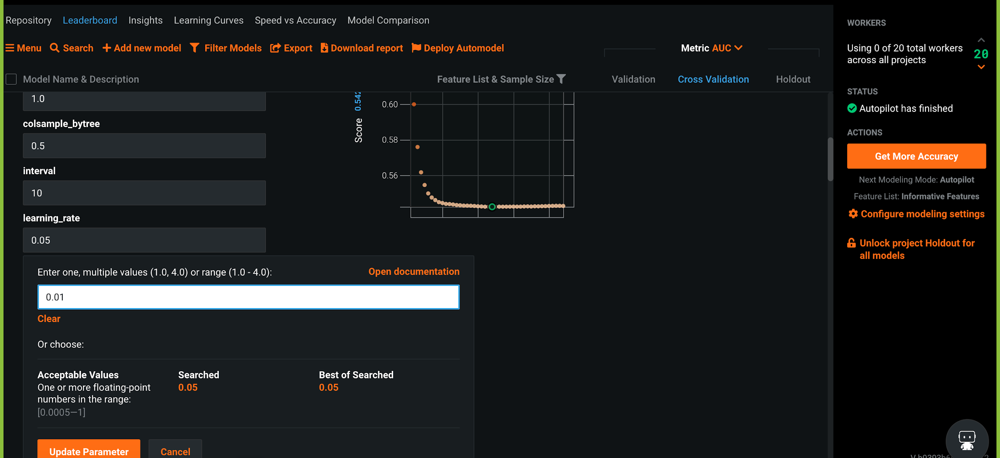 Repository Leaderboard Insights Learning Curves Speed vs Accuracy Model Comparison
Menu Search Add new model Filter Models Export Download report Deploy Automodel Metric AUC
Model Name & Description Feature List & Sample Size Validation Cross Validation Holdout
1.0
colsample_bytree
0.5
interval
10
learning_rate
0.05
Score
0.60
0.58
0.56
Enter one, multiple values (1.0, 4.0) or range (1.0 - 4.0): Open documentation
0.01
Clear
Or choose:
Acceptable Values Searched Best of Searched
One or more floating-point 0.05 0.05
numbers in the range:
[0.0005—1]
Update Parameter Cancel
WORKERS
Using 0 of 20 total workers
across all projects
20
STATUS
Autopilot has finished
ACTIONS
Get More Accuracy
Next Modeling Mode: Autopilot
Feature List: Informative Features
Configure modeling settings
Unlock project Holdout for
all models